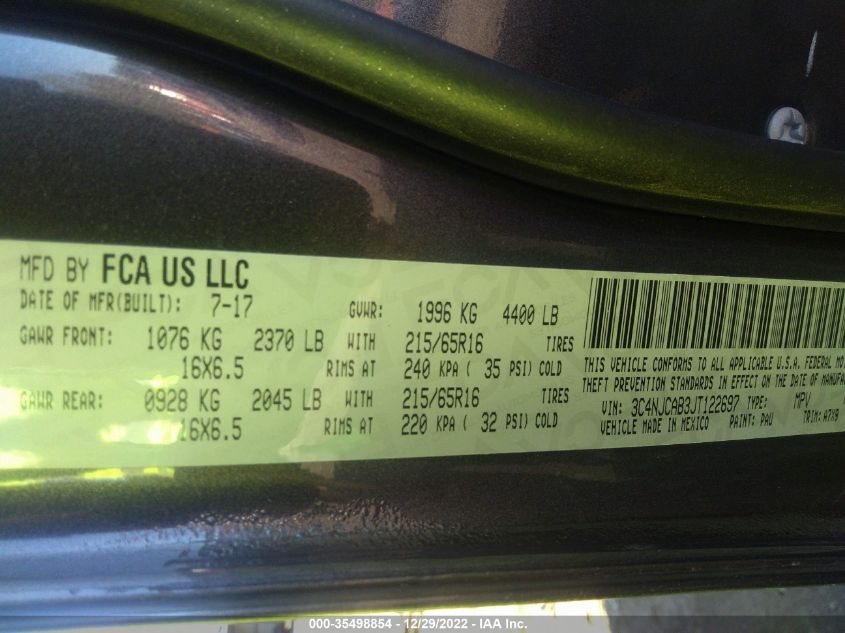 MFD BY FCA US LLC
DATE OF MFR(BUILT): 7-17 GVWR: 1996 KG 4400 LB
GAWR FRONT: 1076 KG 2370 LB WITH 215/65R16 TIRES
16X6.5 RIMS AT 240 KPA ( 35 PSI) COLD
GAWR REAR: 0928 KG 2045 LB WITH 215/65R16 TIRES
16X6.5 RIMS AT 220 KPA ( 32 PSI) COLD
THIS VEHICLE CONFORMS TO ALL APPLICABLE U.S.A. FEDERAL
THEFT PREVENTION STANDARDS IN EFFECT ON THE DATE OF
VIN: 3C4NJCAB3JT122697 TYPE: MPV
VEHICLE MADE IN MEXICO PAINT: PAU TRIM: A7X9
000-35498854 - 12/29/2022 - IAA Inc.